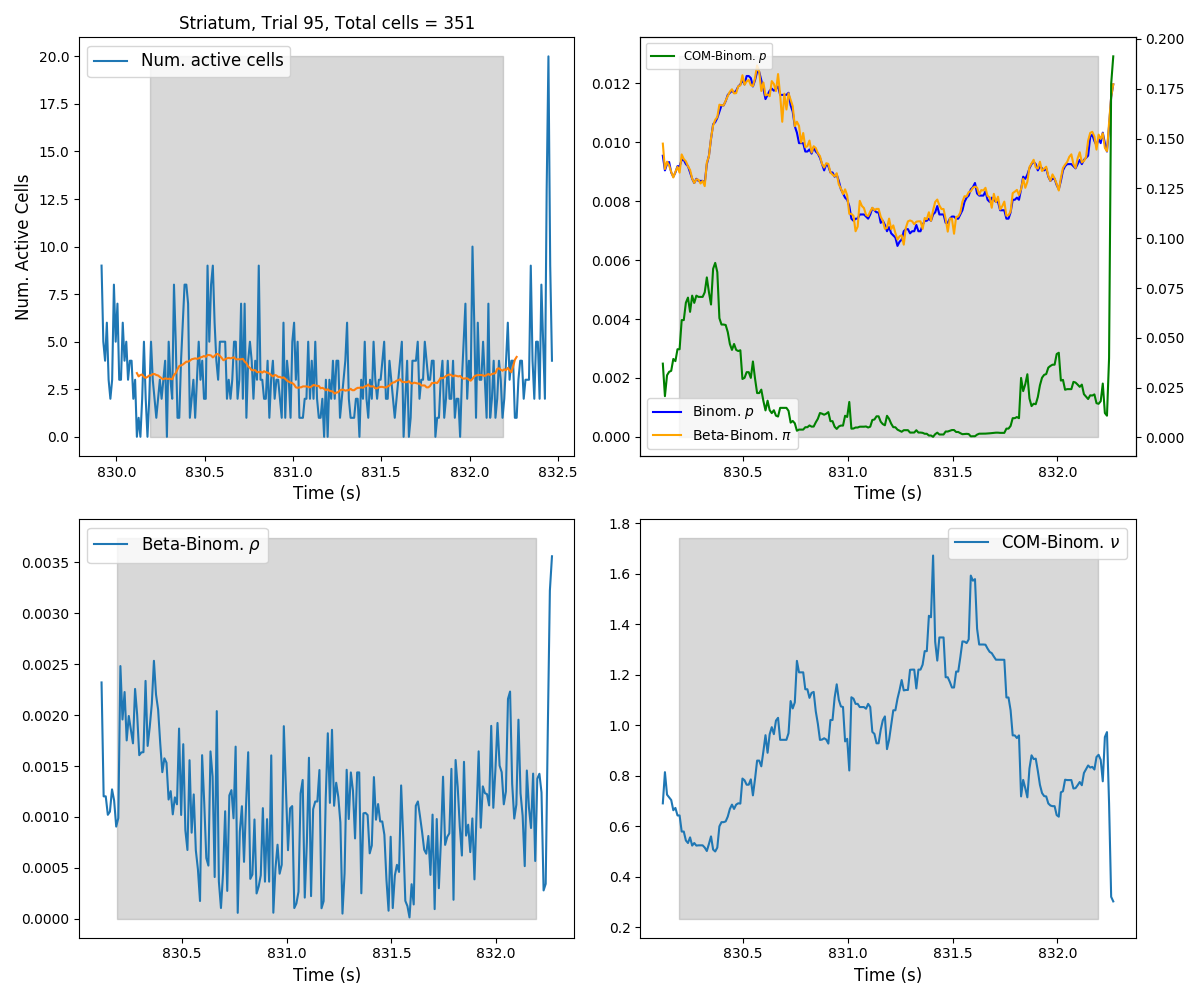 Striatum, Trial 95, Total cells = 351
Num. active cells
Num. Active Cells
20.0
17.5
15.0
12.5
10.0
7.5
5.0
2.5
0.0
830.0 830.5 831.0 831.5 832.0 832.5
Time (s)
COM-Binom. p
Binom. p
Beta-Binom. π
0.012
0.010
0.008
0.006
0.004
0.002
0.000
0.200
0.175
0.150
0.125
0.100
0.075
0.050
0.025
0.000
830.5 831.0 831.5 832.0
Time (s)
Beta-Binom. ρ
0.0035
0.0030
0.0025
0.0020
0.0015
0.0010
0.0005
0.0000
830.5 831.0 831.5 832.0
Time (s)
COM-Binom. ν
1.8
1.6
1.4
1.2
1.0
0.8
0.6
0.4
0.2
830.5 831.0 831.5 832.0
Time (s)